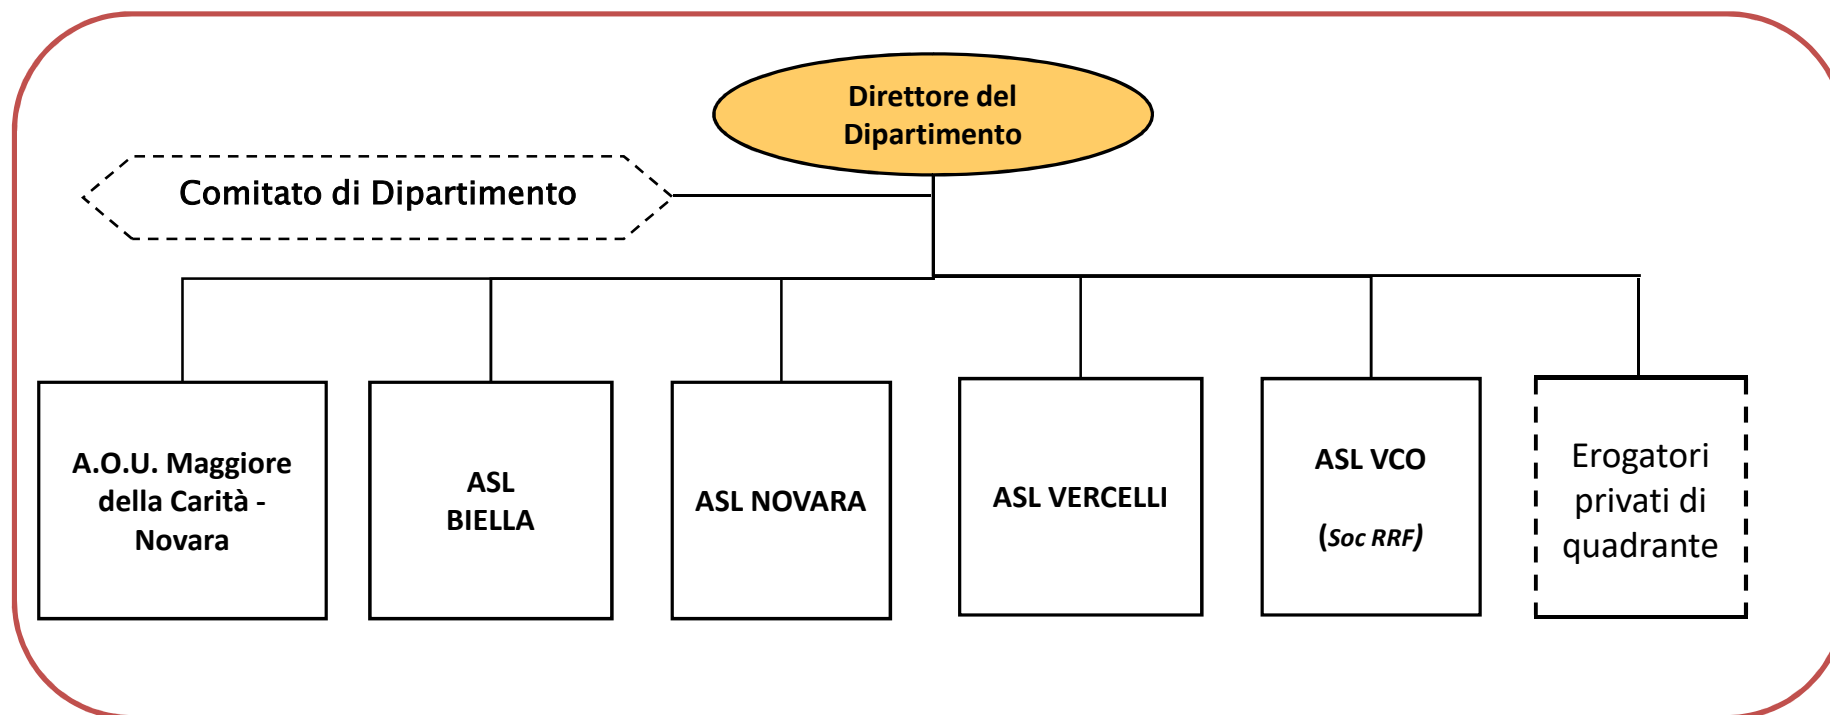 Direttore del
Dipartimento
Comitato di Dipartimento
A.O.U. Maggiore
della Carità -
Novara
ASL
BIELLA
ASL NOVARA
ASL VERCELLI
ASL VCO
(Soc RRF)
Erogatori
privati di
quadrante